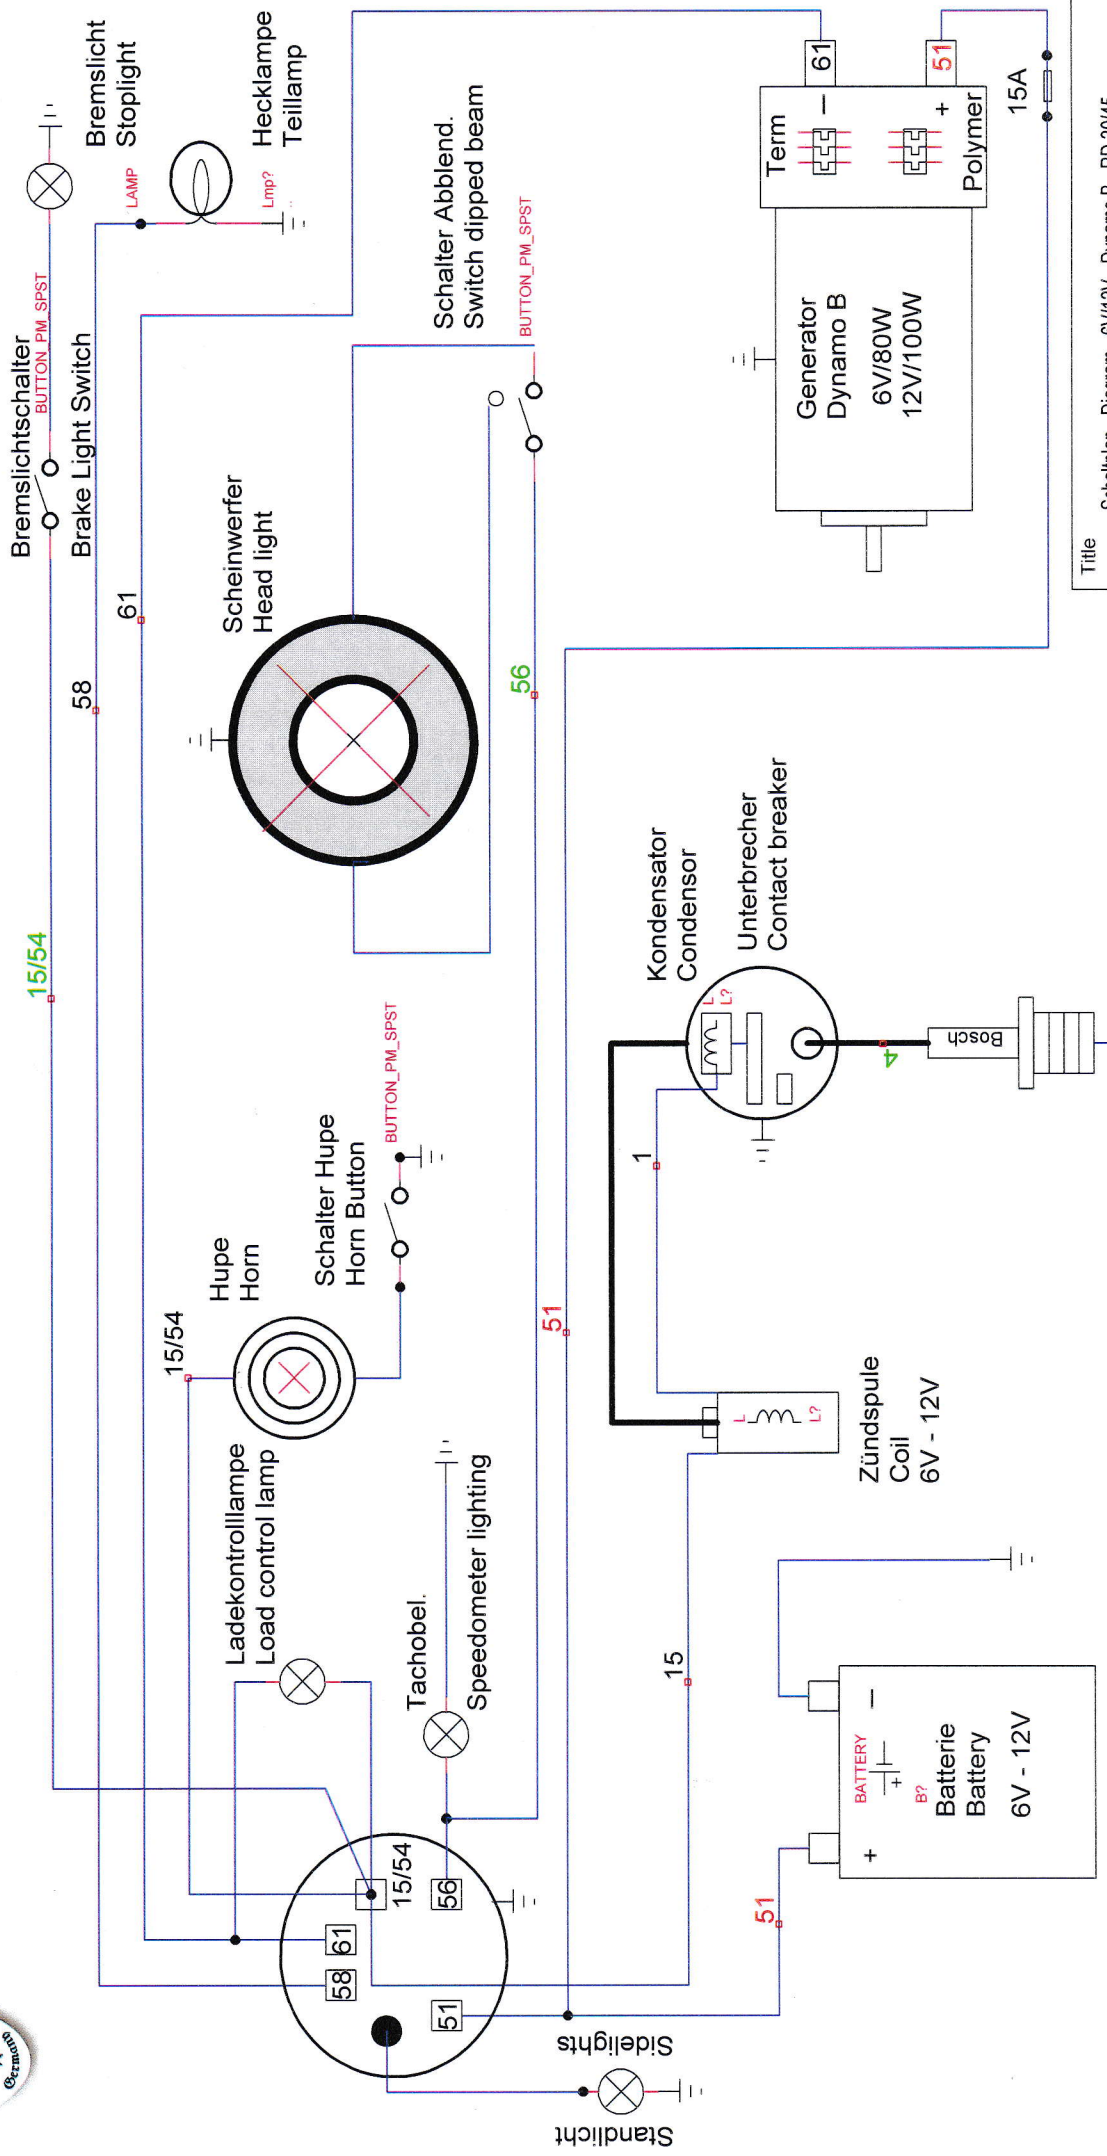 Germany
Bremslichtschalter
BUTTON_PM_SPST
Brake Light Switch
Bremslicht
Stoplight
LAMP
Lmp?
Hecklampe
Teillamp
15/54
58
61
Scheinwerfer
Head light
Schalter Abblend.
Switch dipped beam
BUTTON_PM_SPST
56
15/54
Hupe
Horn
Schalter Hupe
Horn Button
BUTTON_PM_SPST
Ladekontrolllampe
Load control lamp
Tachobel.
Speedometer lighting
58
61
15/54
51
56
Standlicht
Sidelights
51
51
15
1
4
Kondensator
Condensor
L
L?
Unterbrecher
Contact breaker
Bosch
L
L?
Zündspule
Coil
6V - 12V
BATTERY
+
B?
+
–
Batterie
Battery
6V - 12V
Generator
Dynamo B
6V/80W
12V/100W
Term
–
+
Polymer
61
51
15A
Title